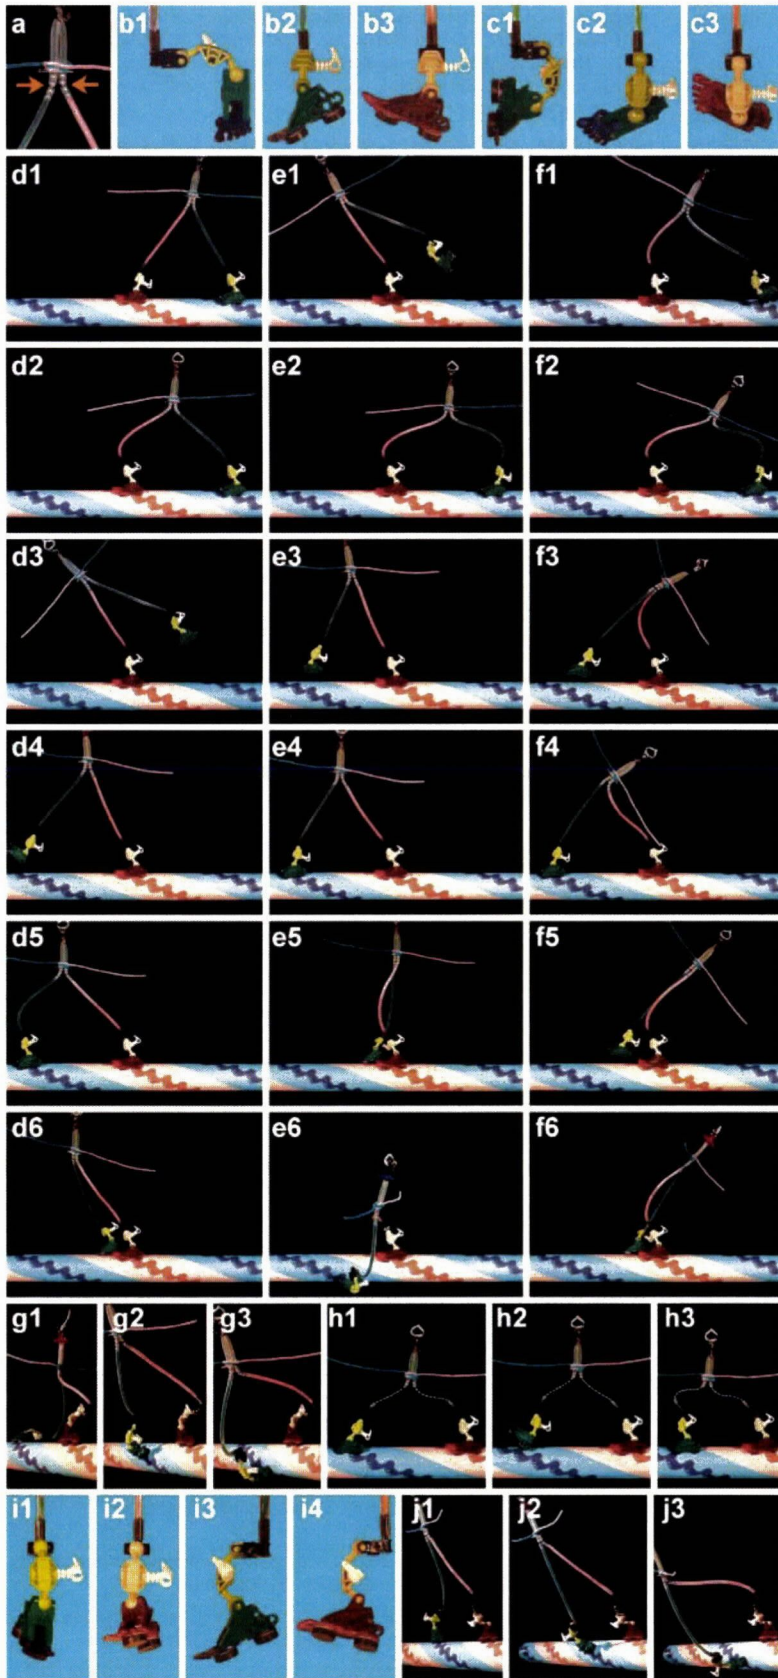 a b1 b2 b3 c1 c2 c3
d1 e1 f1
d2 e2 f2
d3 e3 f3
d4 e4 f4
d5 e5 f5
d6 e6 f6
g1 g2 g3 h1 h2 h3
i1 i2 i3 i4 j1 j2 j3